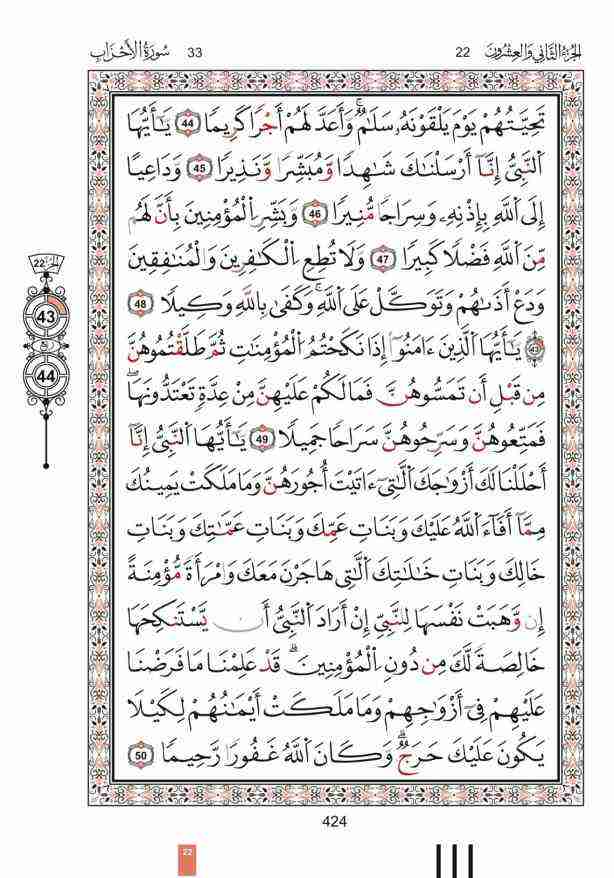 الجزء الثاني والعشرون 22
33 سورة الأحزاب
تَحِيَّتُهُمْ يَوْمَ يَلْقَوْنَهُۥ سَلَٰمٌۚ وَأَعَدَّ لَهُمْ أَجْرًا كَرِيمًا 44 يَٰٓأَيُّهَا
ٱلنَّبِىُّ إِنَّآ أَرْسَلْنَٰكَ شَٰهِدًا وَمُبَشِّرًا وَنَذِيرًا 45 وَدَاعِيًا
إِلَى ٱللَّهِ بِإِذْنِهِۦ وَسِرَاجًا مُّنِيرًا 46 وَبَشِّرِ ٱلْمُؤْمِنِينَ بِأَنَّ لَهُم
مِّنَ ٱللَّهِ فَضْلًا كَبِيرًا 47 وَلَا تُطِعِ ٱلْكَٰفِرِينَ وَٱلْمُنَٰفِقِينَ
وَدَعْ أَذَىٰهُمْ وَتَوَكَّلْ عَلَى ٱللَّهِۚ وَكَفَىٰ بِٱللَّهِ وَكِيلًا 48
43 يَٰٓأَيُّهَا ٱلَّذِينَ ءَامَنُوٓا۟ إِذَا نَكَحْتُمُ ٱلْمُؤْمِنَٰتِ ثُمَّ طَلَّقْتُمُوهُنَّ
مِن قَبْلِ أَن تَمَسُّوهُنَّ فَمَا لَكُمْ عَلَيْهِنَّ مِنْ عِدَّةٍ تَعْتَدُّونَهَاۖ
فَمَتِّعُوهُنَّ وَسَرِّحُوهُنَّ سَرَاحًا جَمِيلًا 49 يَٰٓأَيُّهَا ٱلنَّبِىُّ إِنَّآ
أَحْلَلْنَا لَكَ أَزْوَٰجَكَ ٱلَّٰتِىٓ ءَاتَيْتَ أُجُورَهُنَّ وَمَا مَلَكَتْ يَمِينُكَ
مِمَّآ أَفَآءَ ٱللَّهُ عَلَيْكَ وَبَنَاتِ عَمِّكَ وَبَنَاتِ عَمَّٰتِكَ وَبَنَاتِ
خَالِكَ وَبَنَاتِ خَٰلَٰتِكَ ٱلَّٰتِى هَاجَرْنَ مَعَكَ وَٱمْرَأَةً مُّؤْمِنَةً
إِن وَهَبَتْ نَفْسَهَا لِلنَّبِىِّ إِنْ أَرَادَ ٱلنَّبِىُّ أَن يَسْتَنكِحَهَا
خَالِصَةً لَّكَ مِن دُونِ ٱلْمُؤْمِنِينَۗ قَدْ عَلِمْنَا مَا فَرَضْنَا
عَلَيْهِمْ فِىٓ أَزْوَٰجِهِمْ وَمَا مَلَكَتْ أَيْمَٰنُهُمْ لِكَيْلَا
يَكُونَ عَلَيْكَ حَرَجٌۗ وَكَانَ ٱللَّهُ غَفُورًا رَّحِيمًا 50
الجزء 22
43
44
424
22